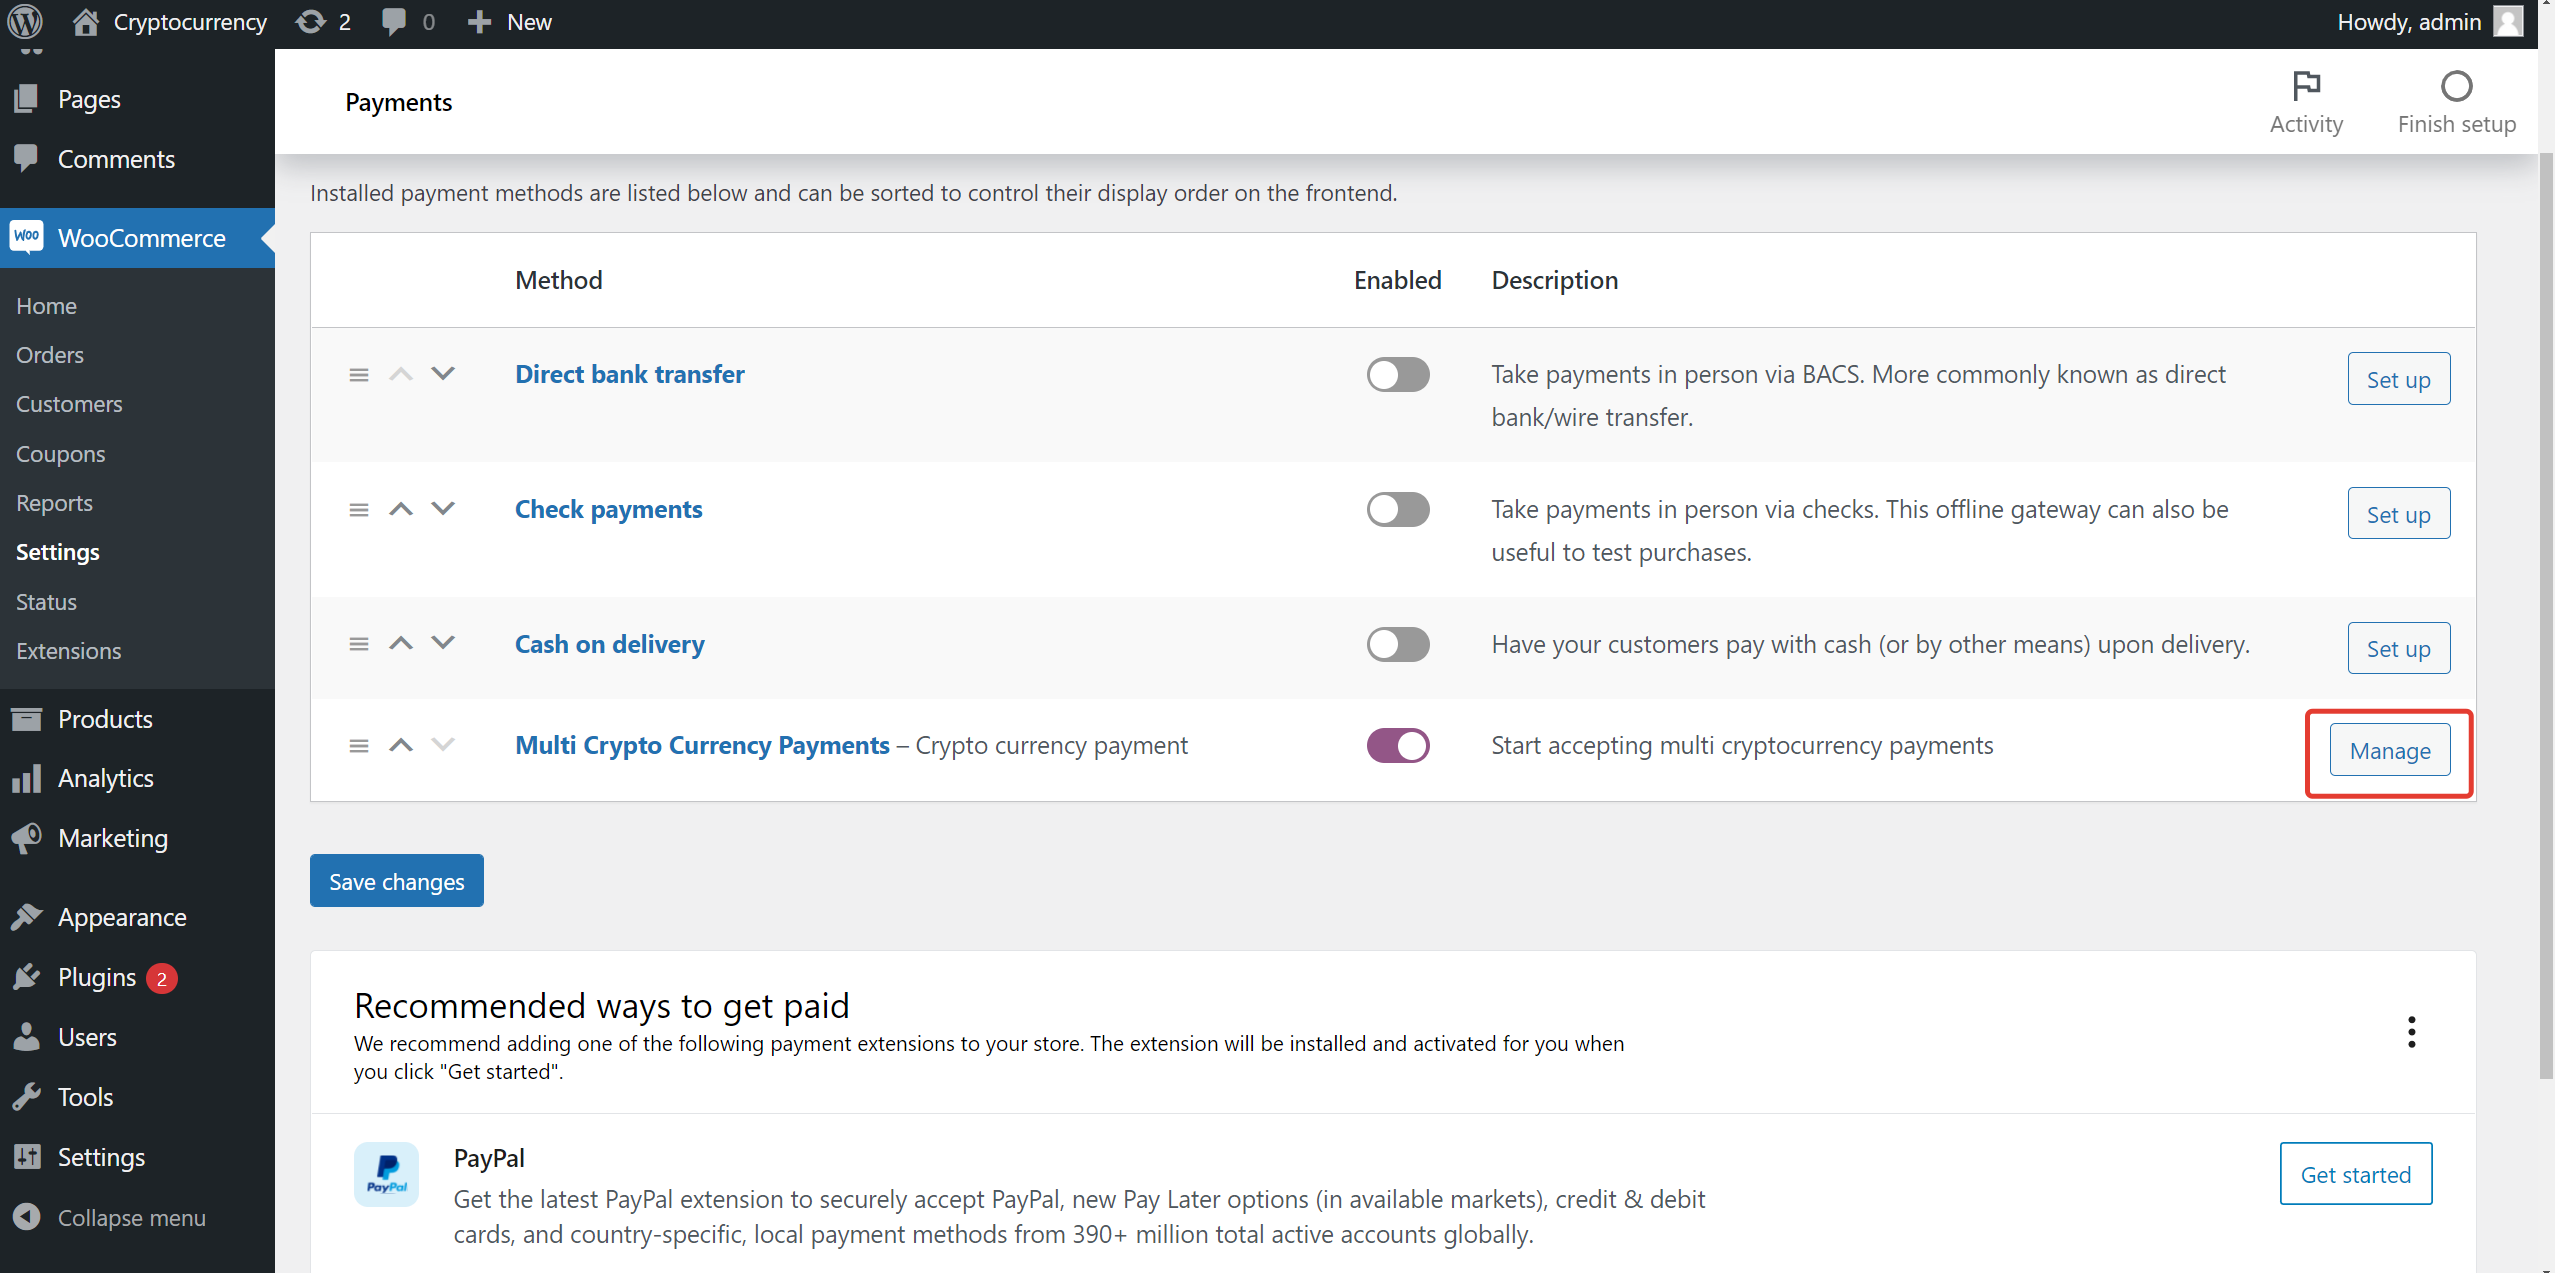 Cryptocurrency 2 0 New Howdy, admin
Pages
Comments
Woo WooCommerce
Home
Orders
Customers
Coupons
Reports
Settings
Status
Extensions
Products
Analytics
Marketing
Appearance
Plugins 2
Users
Tools
Settings
Collapse menu
Payments
Activity
Finish setup
Installed payment methods are listed below and can be sorted to control their display order on the frontend.
Method Enabled Description
Direct bank transfer
Take payments in person via BACS. More commonly known as direct
bank/wire transfer.
Set up
Check payments
Take payments in person via checks. This offline gateway can also be
useful to test purchases.
Set up
Cash on delivery
Have your customers pay with cash (or by other means) upon delivery.
Set up
Multi Crypto Currency Payments – Crypto currency payment
Start accepting multi cryptocurrency payments
Manage
Save changes
Recommended ways to get paid
We recommend adding one of the following payment extensions to your store. The extension will be installed and activated for you when
you click "Get started".
PayPal
PayPal
Get the latest PayPal extension to securely accept PayPal, new Pay Later options (in available markets), credit & debit
cards, and country-specific, local payment methods from 390+ million total active accounts globally.
Get started